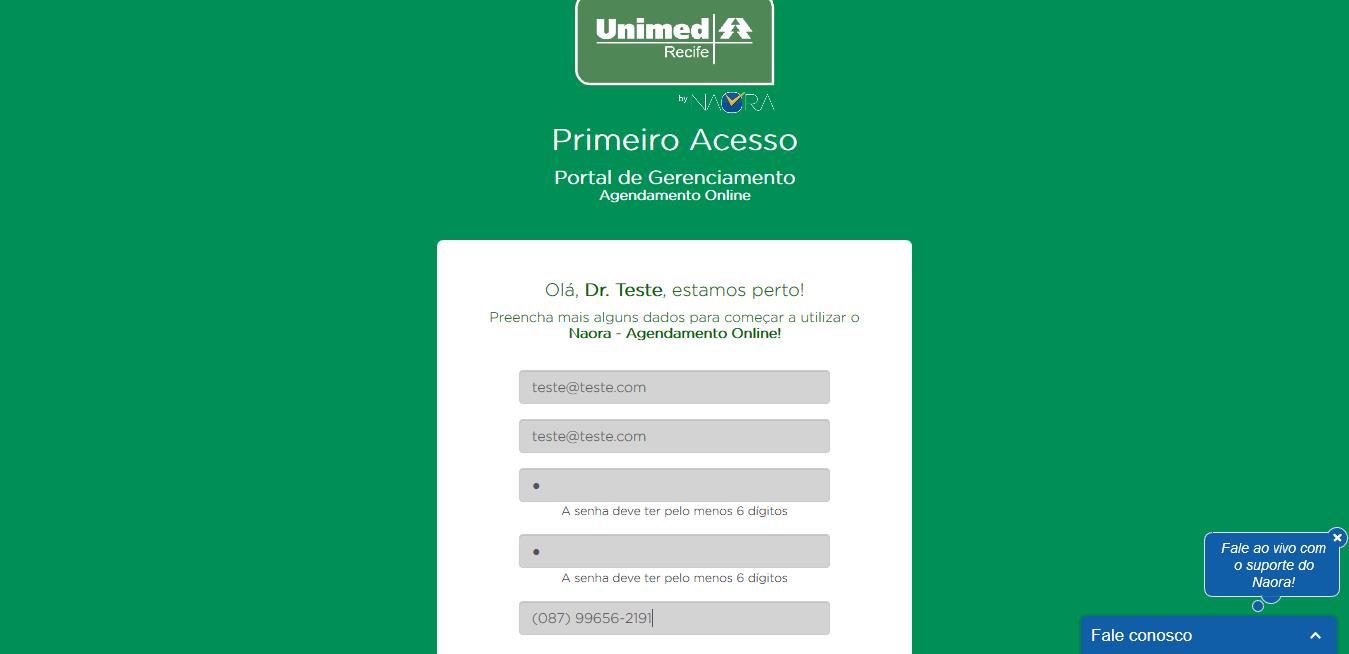 Unimed
Recife
by NAORA
Primeiro Acesso
Portal de Gerenciamento
Agendamento Online
Olá, Dr. Teste, estamos perto!
Preencha mais alguns dados para começar a utilizar o
Naora - Agendamento Online!
teste@teste.com
teste@teste.com
•
A senha deve ter pelo menos 6 dígitos
•
A senha deve ter pelo menos 6 dígitos
(087) 99656-2191
Fale ao vivo com
o suporte do
Naora!
Fale conosco